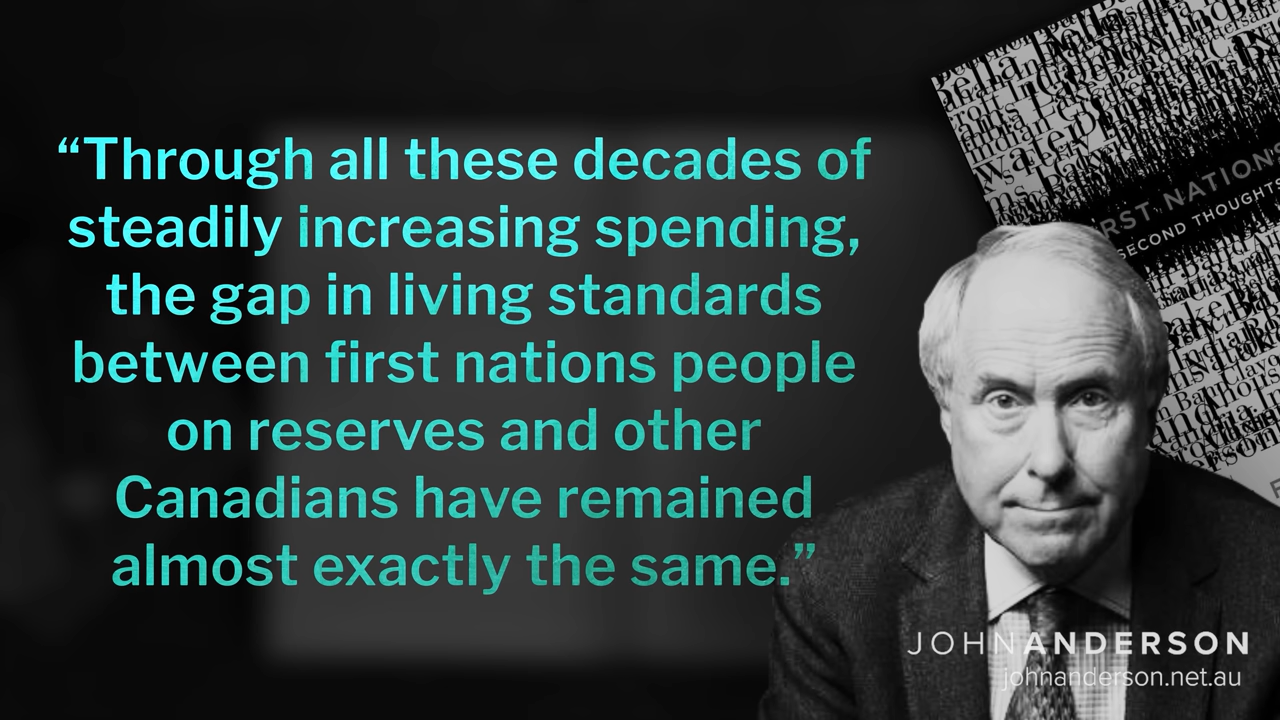 “Through all these decades of
steadily increasing spending,
the gap in living standards
between first nations people
on reserves and other
Canadians have remained
almost exactly the same.”
FIRST NATIONS
SECOND THOUGHTS
JOHNANDERSON
johnanderson.net.au